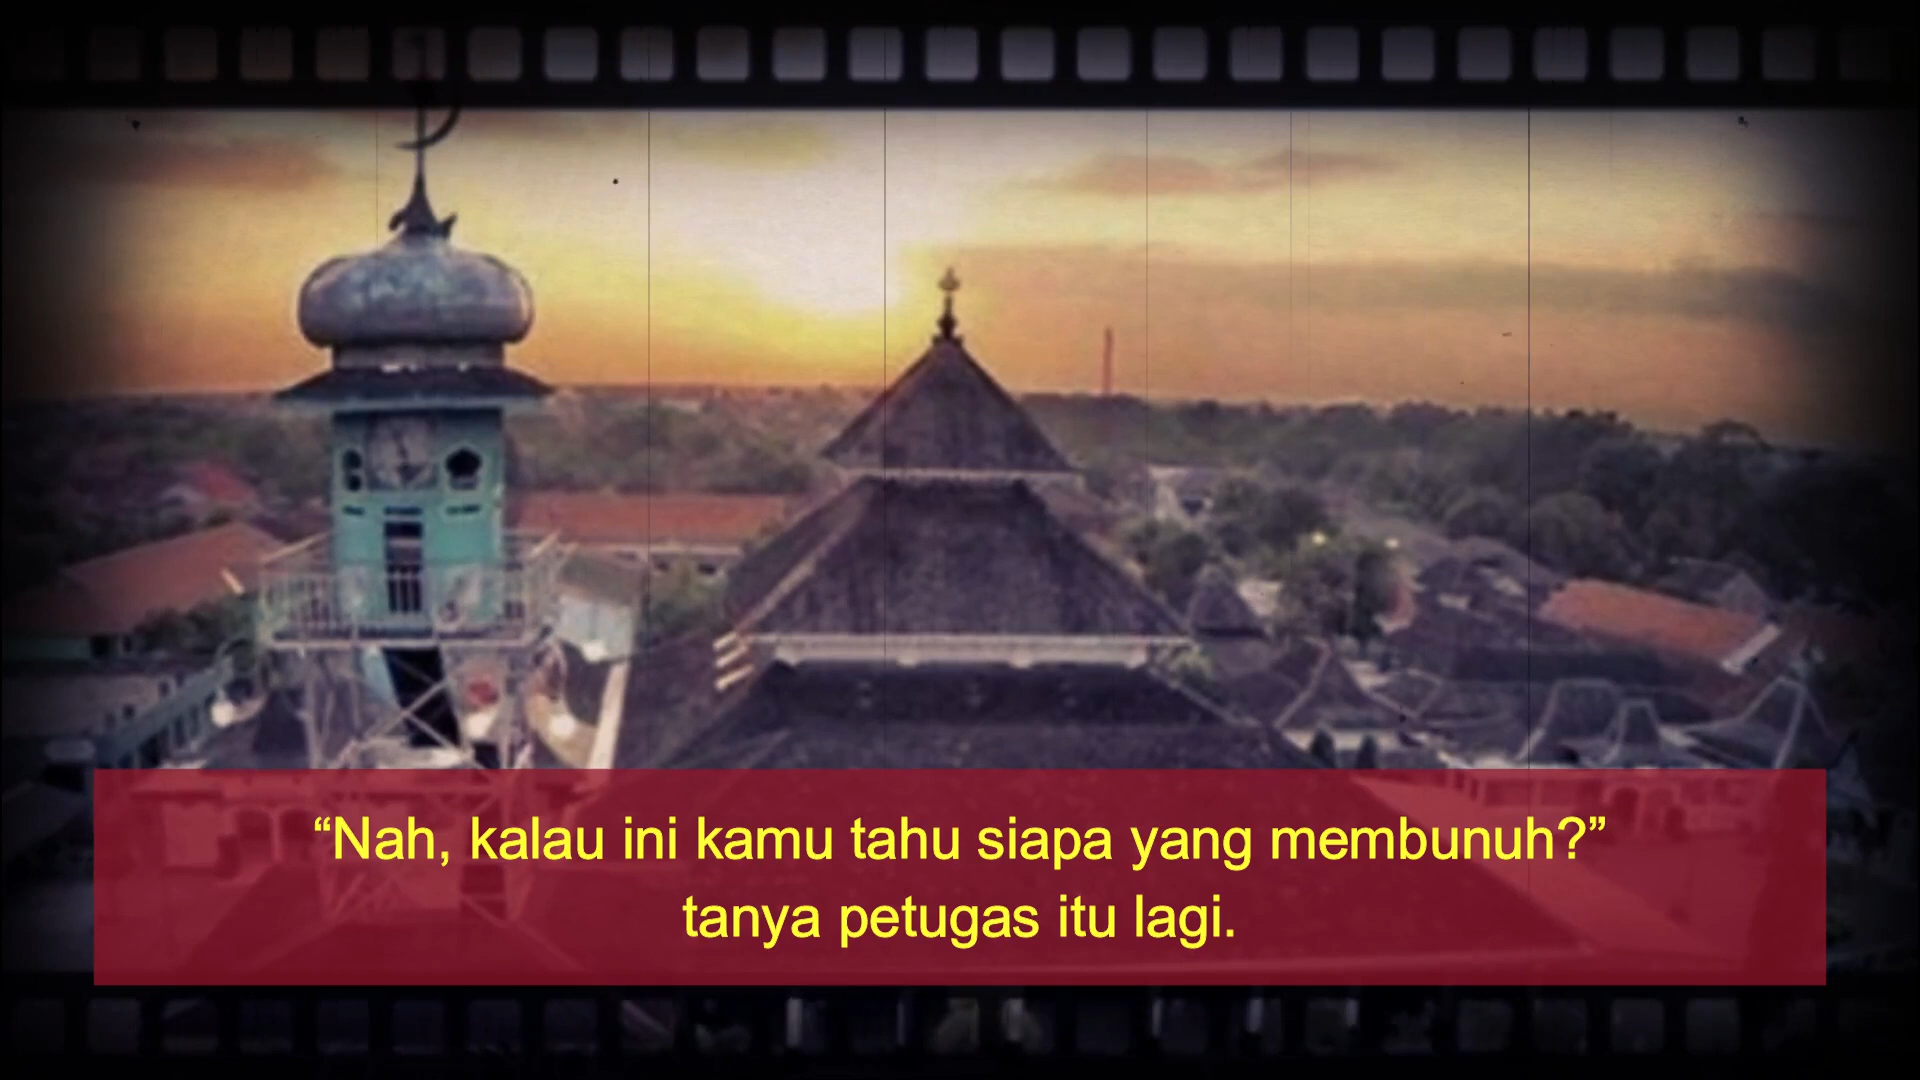 “Nah, kalau ini kamu tahu siapa yang membunuh?”
tanya petugas itu lagi.